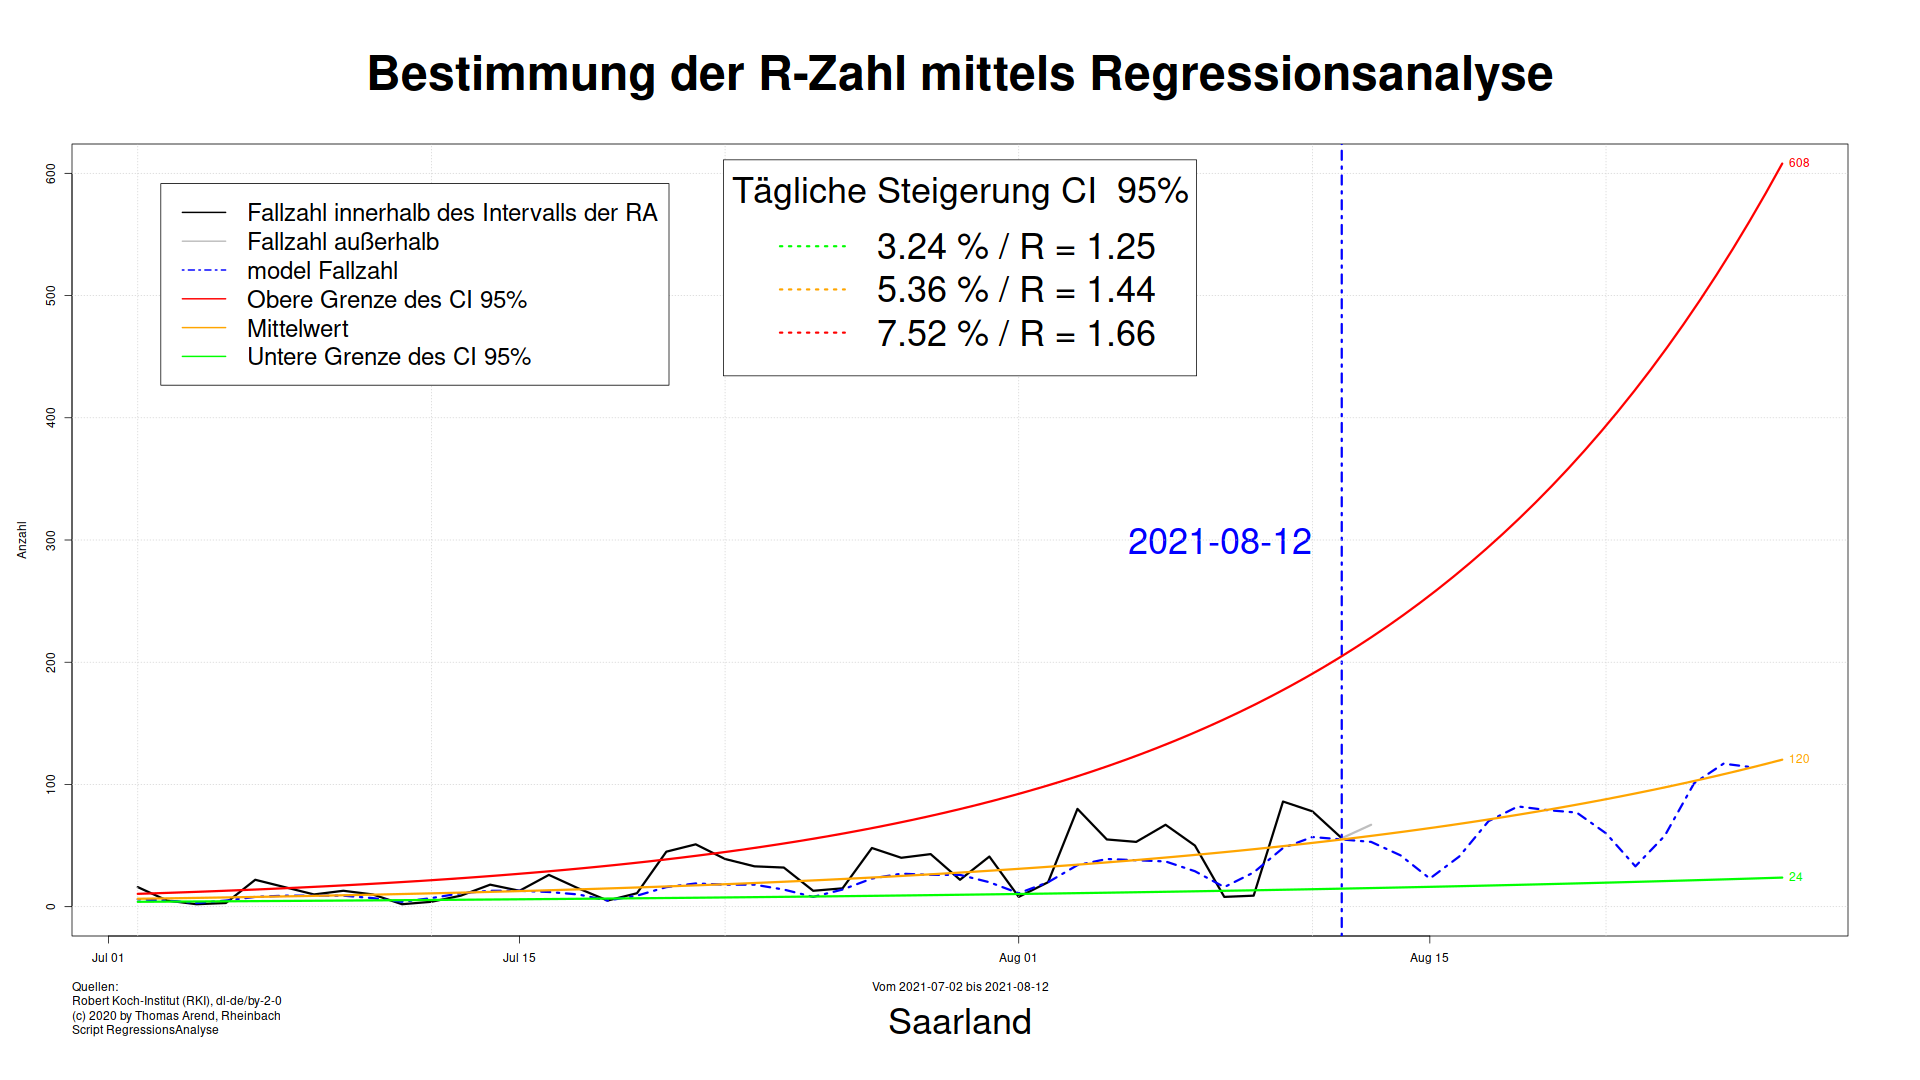 Bestimmung der R-Zahl mittels Regressionsanalyse
Fallzahl innerhalb des Intervalls der RA
Fallzahl außerhalb
model Fallzahl
Obere Grenze des CI 95%
Mittelwert
Untere Grenze des CI 95%
Tägliche Steigerung CI  95%
3.24 % / R = 1.25
5.36 % / R = 1.44
7.52 % / R = 1.66
608
2021-08-12
120
24
Anzahl
600
500
400
300
200
100
0
Jul 01
Jul 15
Aug 01
Aug 15
Quellen:
Robert Koch-Institut (RKI), dl-de/by-2-0
(c) 2020 by Thomas Arend, Rheinbach
Script RegressionsAnalyse
Vom 2021-07-02 bis 2021-08-12
Saarland